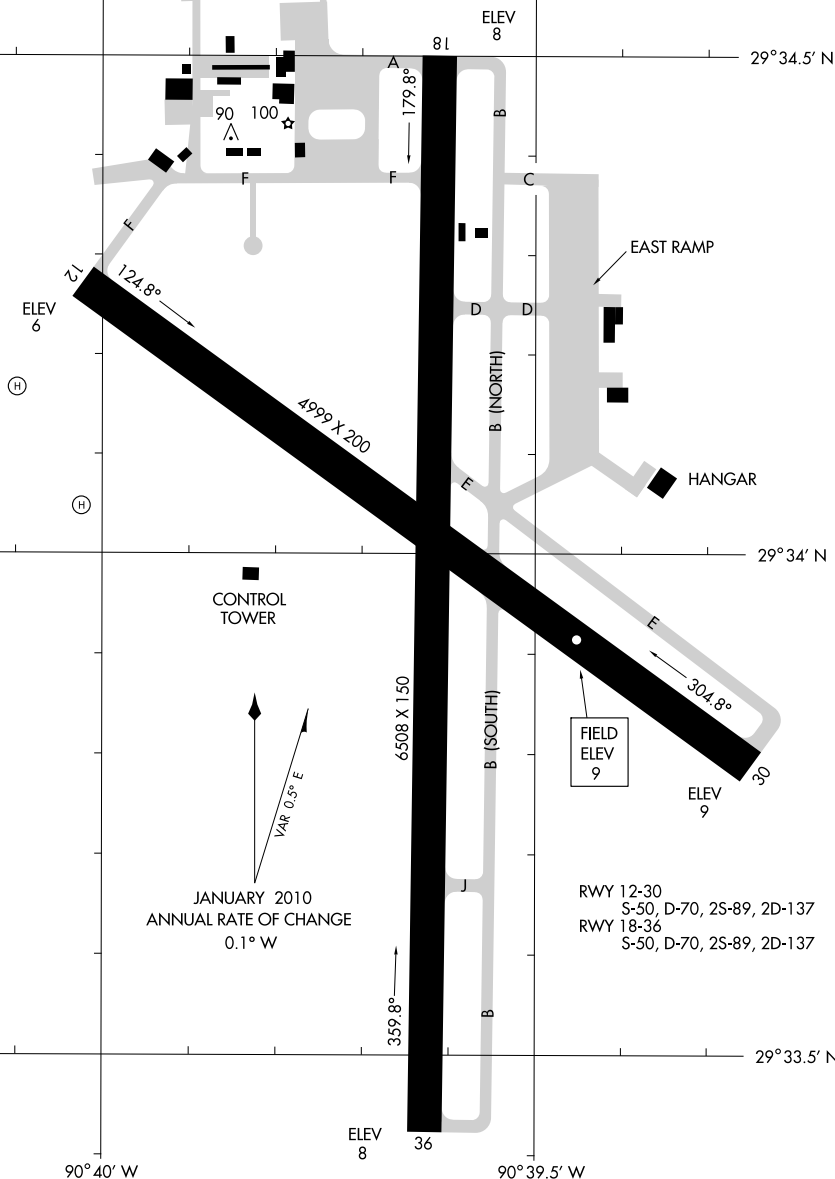 ELEV
8
18
29°34.5' N
A
179.8°
B
90
100
F
F
C
F
EAST RAMP
12
124.8°
ELEV
6
D
D
H
B (NORTH)
4999 X 200
E
HANGAR
H
29°34' N
CONTROL
TOWER
E
304.8°
6508 X 150
B (SOUTH)
FIELD
ELEV
9
30
ELEV
9
VAR 0.5° E
J
JANUARY 2010
ANNUAL RATE OF CHANGE
0.1° W
RWY 12-30
S-50, D-70, 2S-89, 2D-137
RWY 18-36
S-50, D-70, 2S-89, 2D-137
359.8°
B
29°33.5' N
ELEV
8
36
90°40' W
90°39.5' W